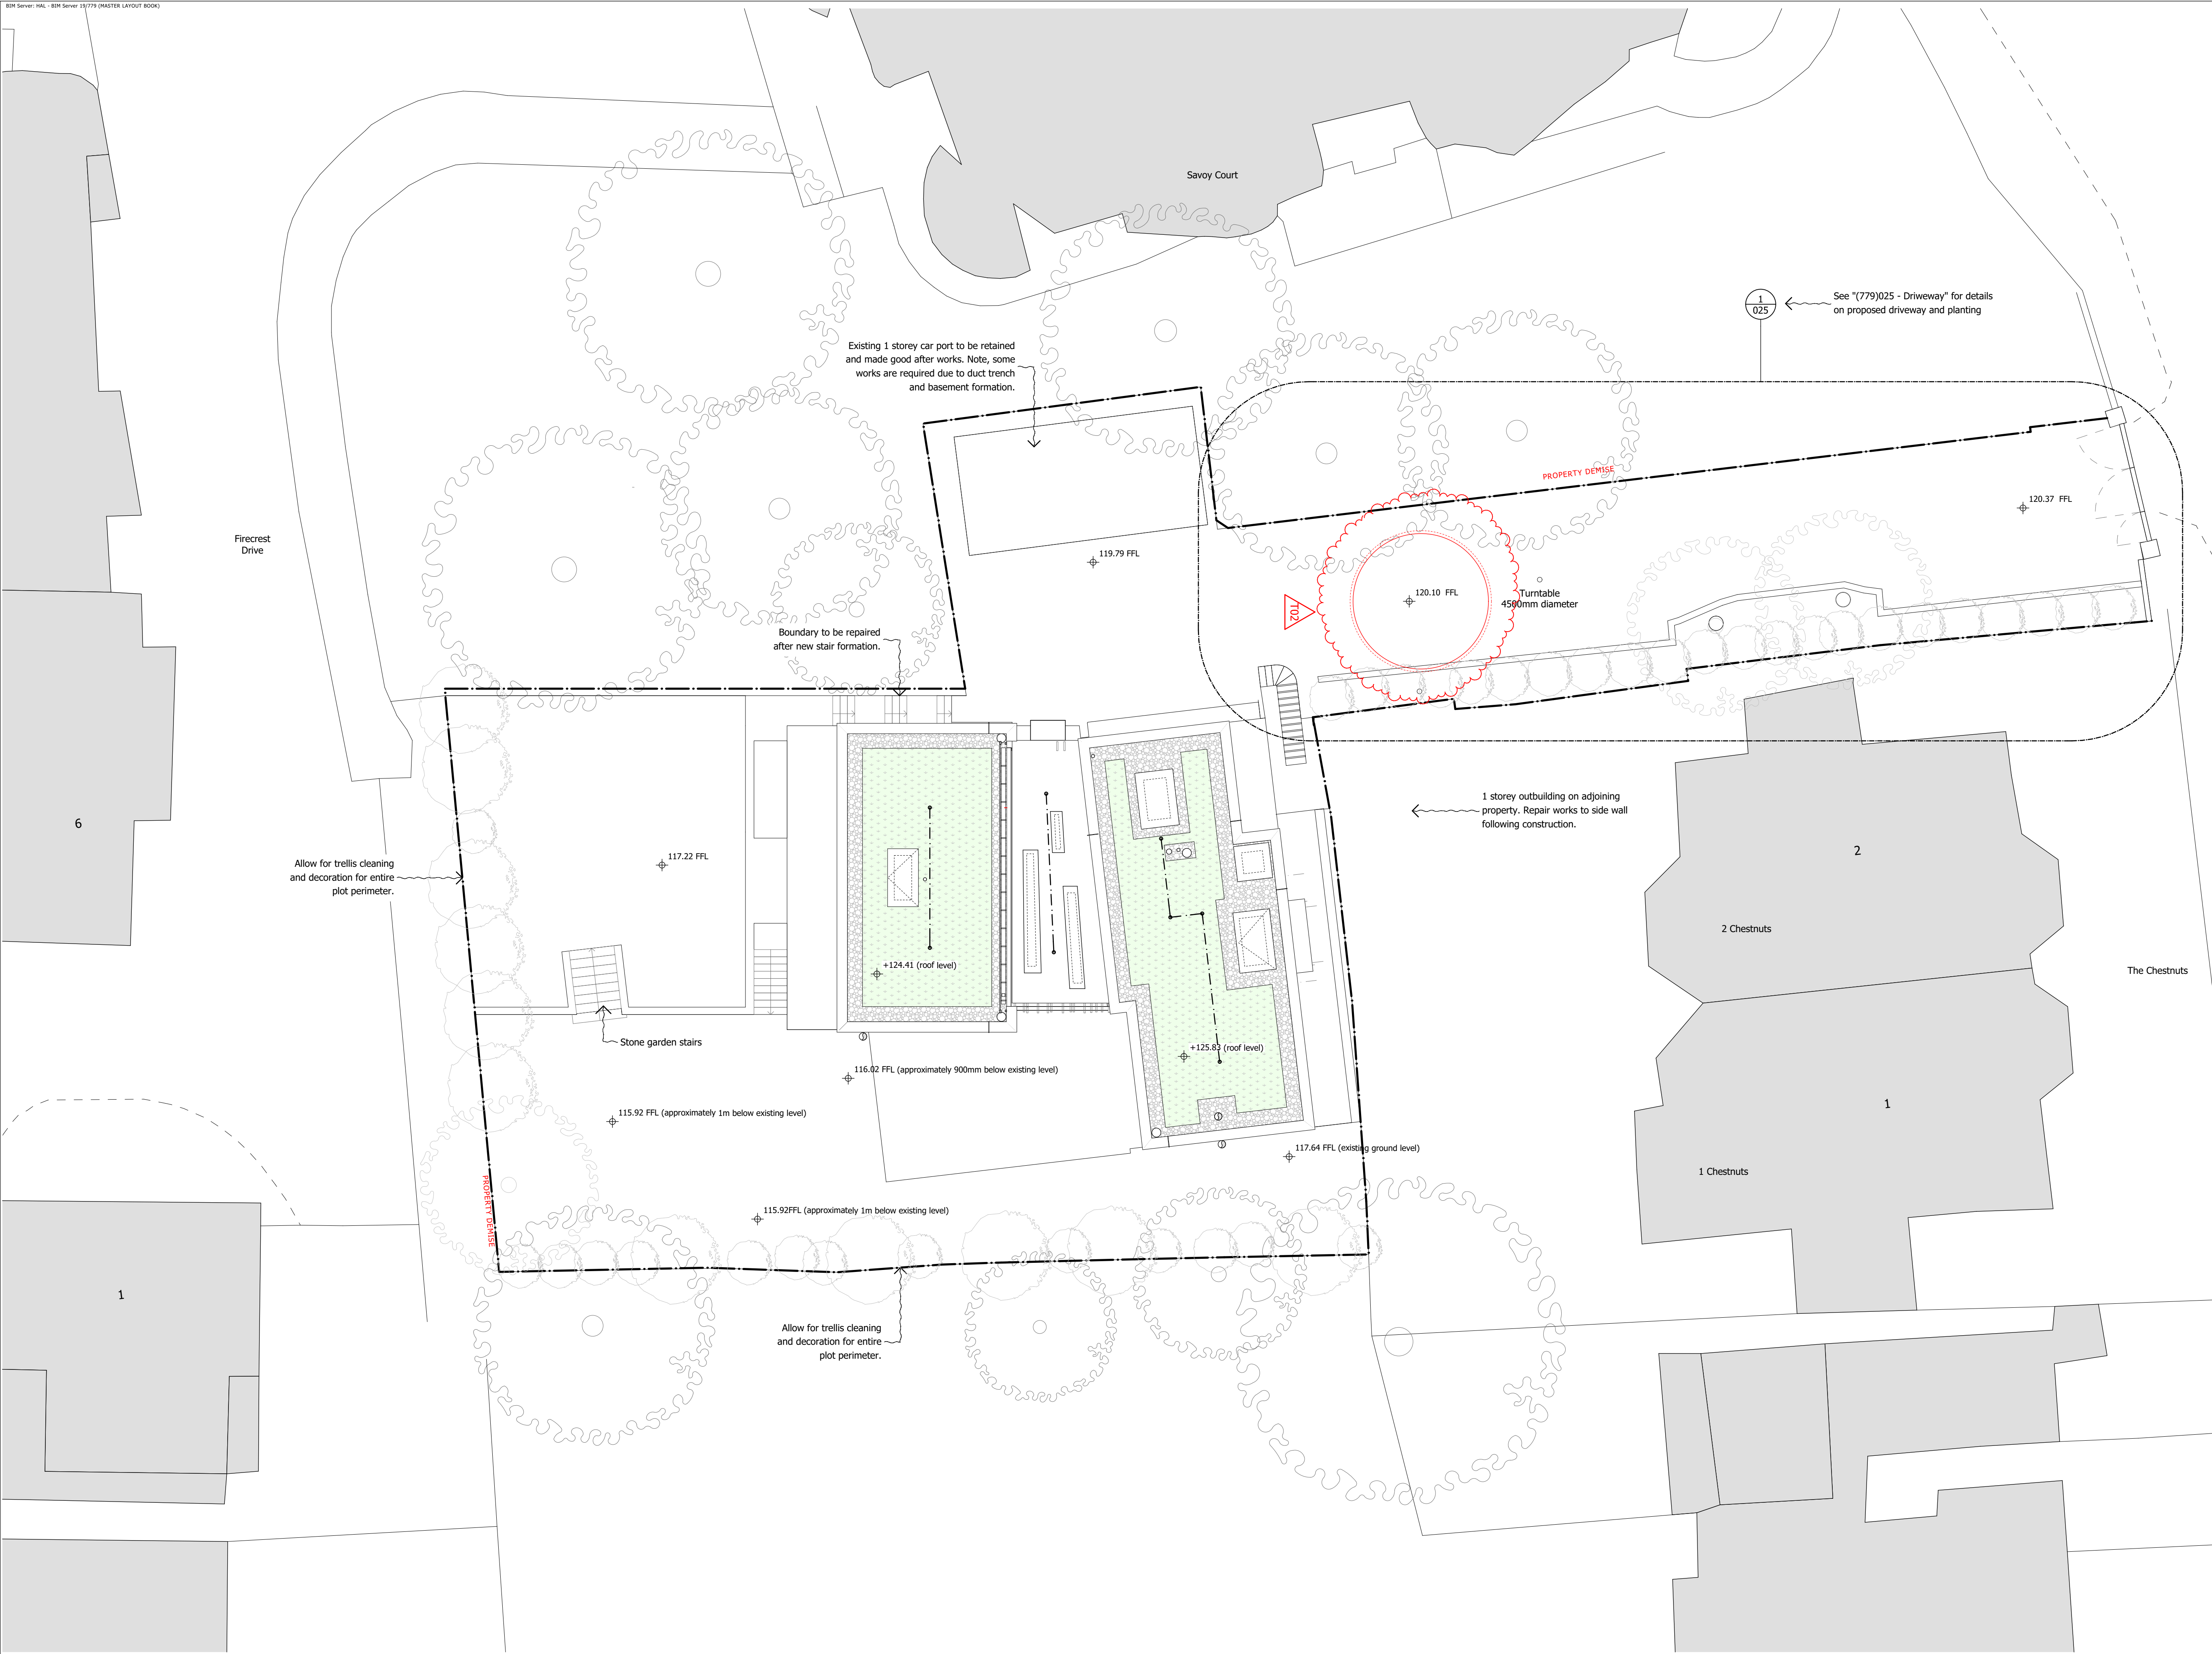 BIM Server: HAL - BIM Server 19/779 (MASTER LAYOUT BOOK)
Savoy Court
1
025
See "(779)025 - Driweway" for details
on proposed driveway and planting
Existing 1 storey car port to be retained
and made good after works. Note, some
works are required due to duct trench
and basement formation.
PROPERTY DEMISE
120.37 FFL
Firecrest
Drive
119.79 FFL
120.10 FFL
Turntable
4500mm diameter
T02
Boundary to be repaired
after new stair formation.
1 storey outbuilding on adjoining
property. Repair works to side wall
following construction.
6
2
117.22 FFL
Allow for trellis cleaning
and decoration for entire
plot perimeter.
2 Chestnuts
+124.41 (roof level)
The Chestnuts
Stone garden stairs
+125.83 (roof level)
116.02 FFL (approximately 900mm below existing level)
115.92 FFL (approximately 1m below existing level)
1
117.64 FFL (existing ground level)
1 Chestnuts
PROPERTY DEMISE
115.92FFL (approximately 1m below existing level)
1
Allow for trellis cleaning
and decoration for entire
plot perimeter.